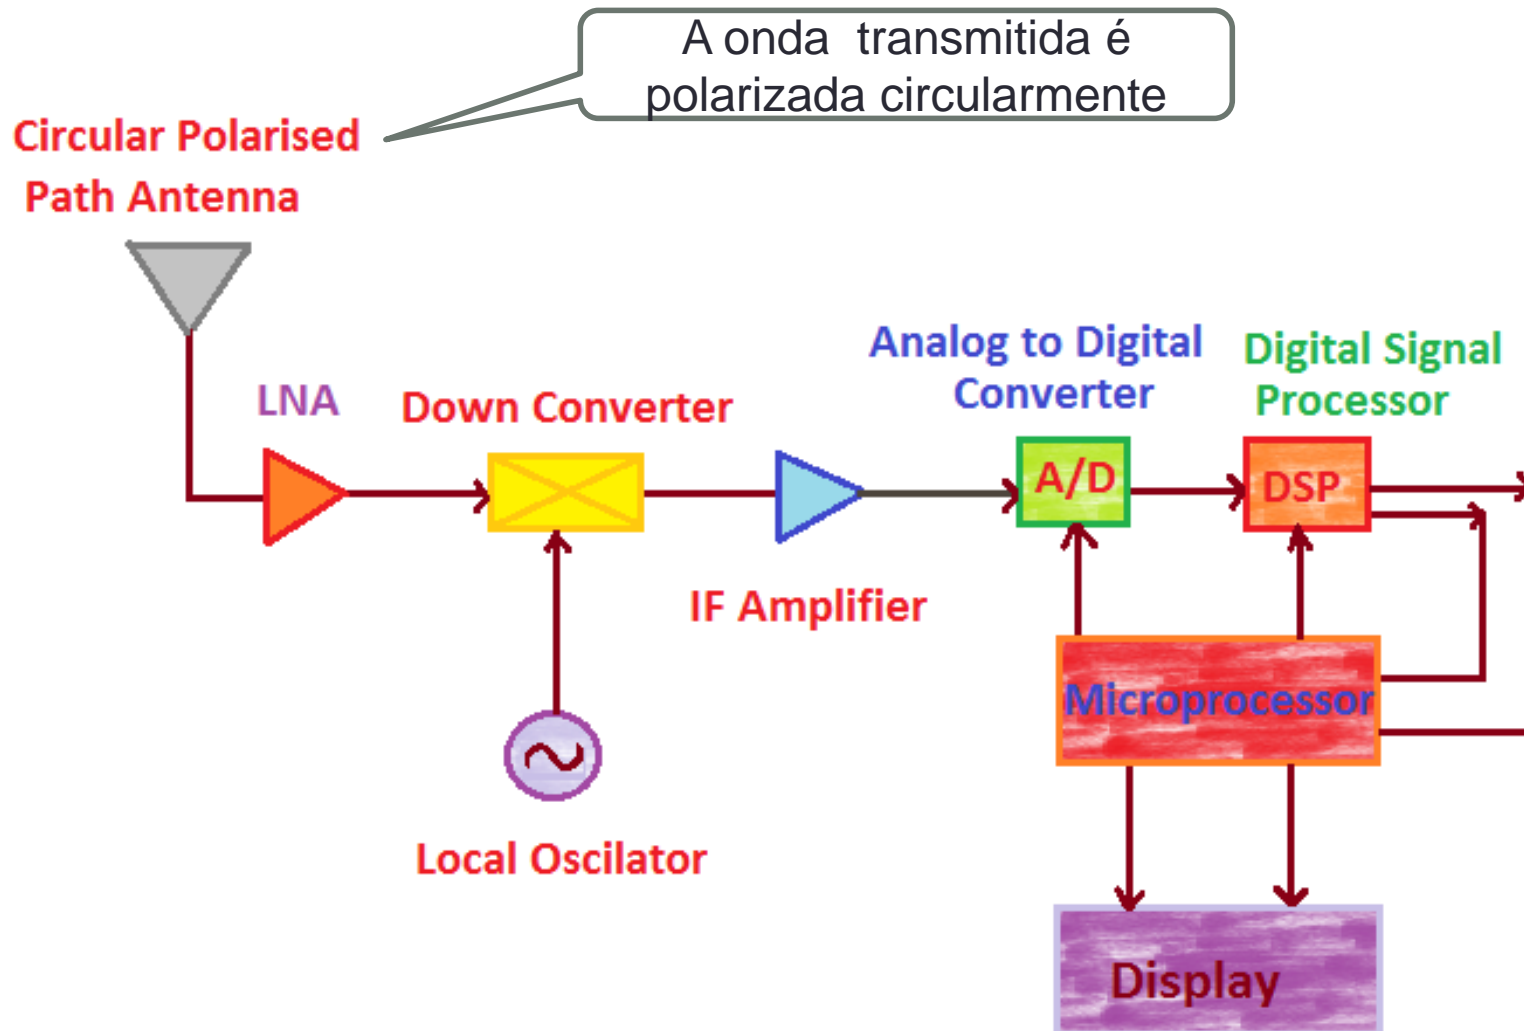 A onda transmitida é
polarizada circularmente
Circular Polarised
Path Antenna
LNA
Down Converter
Analog to Digital
Converter
Digital Signal
Processor
A/D
DSP
IF Amplifier
Microprocessor
Local Oscilator
Display